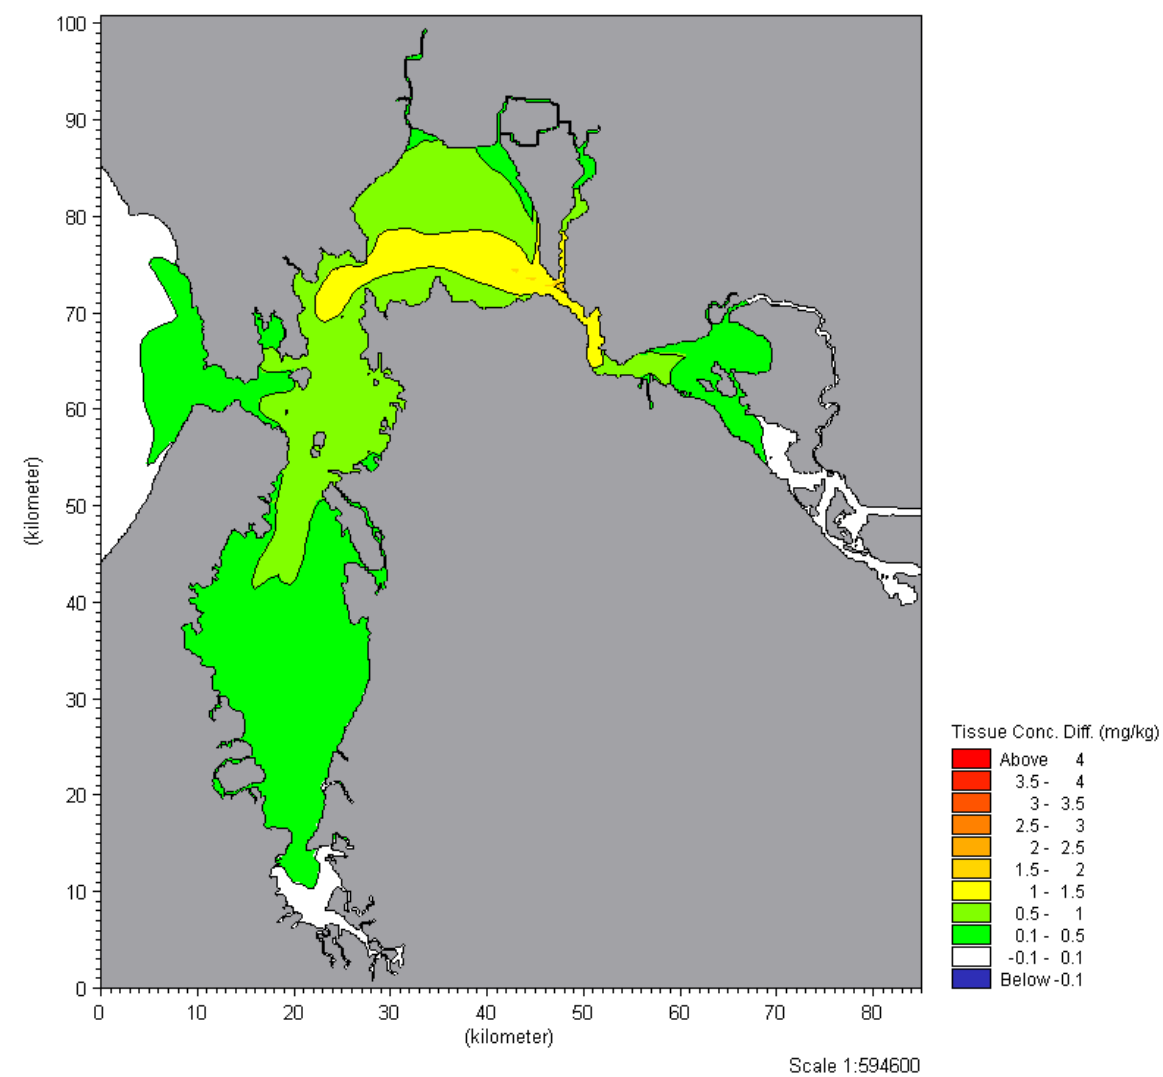 100
90
80
70
60
50
40
30
20
10
0
(kilometer)
0 10 20 30 40 50 60 70 80
(kilometer)
Scale 1:594600
Tissue Conc. Diff. (mg/kg)
Above 4
3.5 - 4
3 - 3.5
2.5 - 3
2 - 2.5
1.5 - 2
1 - 1.5
0.5 - 1
0.1 - 0.5
-0.1 - 0.1
Below -0.1